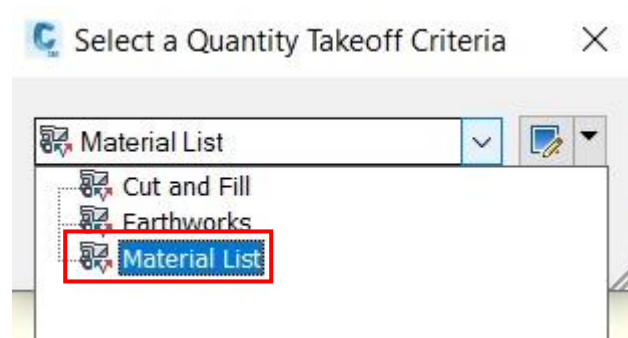 Select a Quantity Takeoff Criteria
Material List
Cut and Fill
Earthworks
Material List